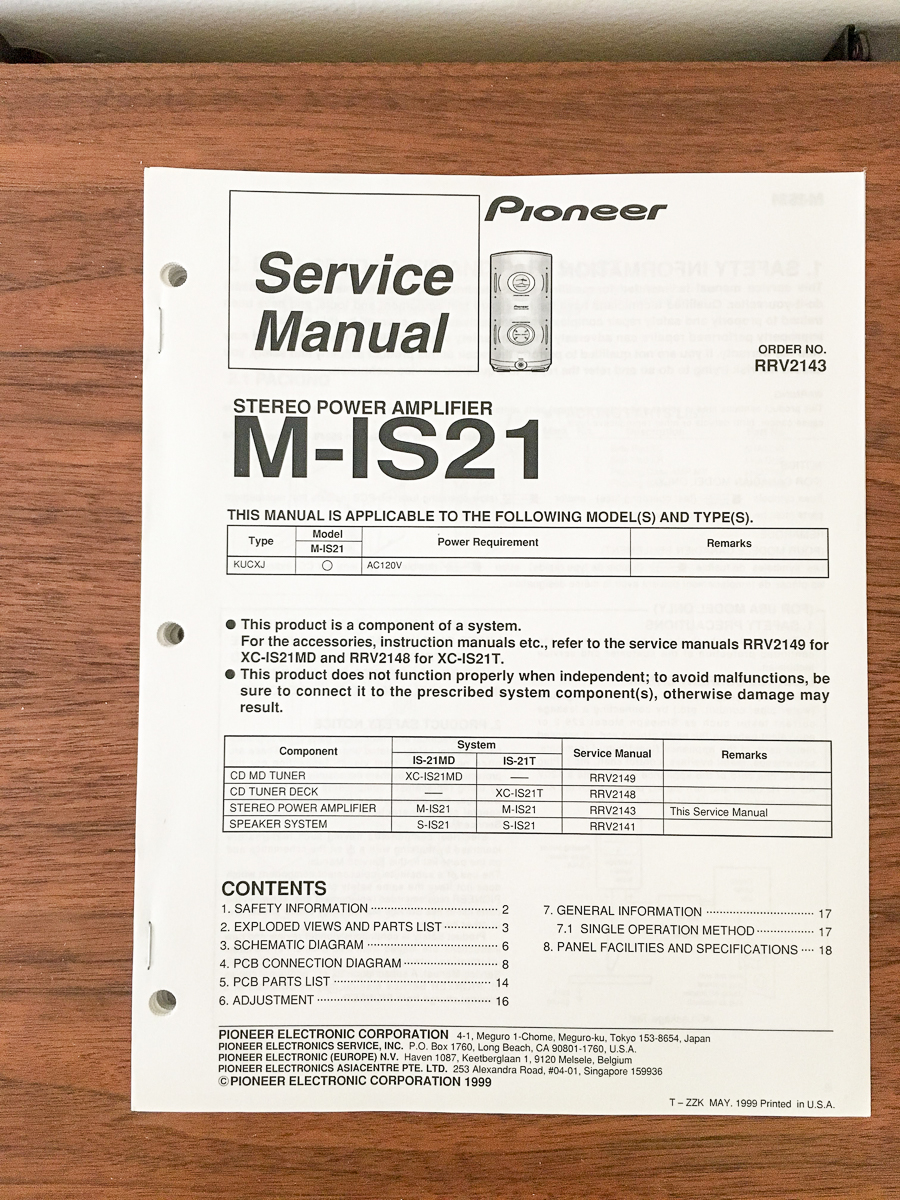 Pioneer
Service
Manual
ORDER NO.
RRV2143
STEREO POWER AMPLIFIER
M-IS21
THIS MANUAL IS APPLICABLE TO THE FOLLOWING MODEL(S) AND TYPE(S).
Type Model Power Requirement Remarks
M-IS21
KUCXJ ○ AC120V
● This product is a component of a system.
For the accessories, instruction manuals etc., refer to the service manuals RRV2149 for
XC-IS21MD and RRV2148 for XC-IS21T.
● This product does not function properly when independent; to avoid malfunctions, be
sure to connect it to the prescribed system component(s), otherwise damage may
result.
Component System Service Manual Remarks
IS-21MD IS-21T
CD MD TUNER XC-IS21MD — RRV2149
CD TUNER DECK — XC-IS21T RRV2148
STEREO POWER AMPLIFIER M-IS21 M-IS21 RRV2143 This Service Manual
SPEAKER SYSTEM S-IS21 S-IS21 RRV2141
CONTENTS
1. SAFETY INFORMATION ········ 2
2. EXPLODED VIEWS AND PARTS LIST ········ 3
3. SCHEMATIC DIAGRAM ········ 6
4. PCB CONNECTION DIAGRAM ········ 8
5. PCB PARTS LIST ········ 14
6. ADJUSTMENT ········ 16
7. GENERAL INFORMATION ········ 17
7.1 SINGLE OPERATION METHOD ········ 17
8. PANEL FACILITIES AND SPECIFICATIONS ···· 18
PIONEER ELECTRONIC CORPORATION 4-1, Meguro 1-Chome, Meguro-ku, Tokyo 153-8654, Japan
PIONEER ELECTRONICS SERVICE, INC. P.O. Box 1760, Long Beach, CA 90801-1760, U.S.A.
PIONEER ELECTRONIC (EUROPE) N.V. Haven 1087, Keetberglaan 1, 9120 Melsele, Belgium
PIONEER ELECTRONICS ASIACENTRE PTE. LTD. 253 Alexandra Road, #04-01, Singapore 159936
©PIONEER ELECTRONIC CORPORATION 1999
T – ZZK MAY. 1999 Printed in U.S.A.